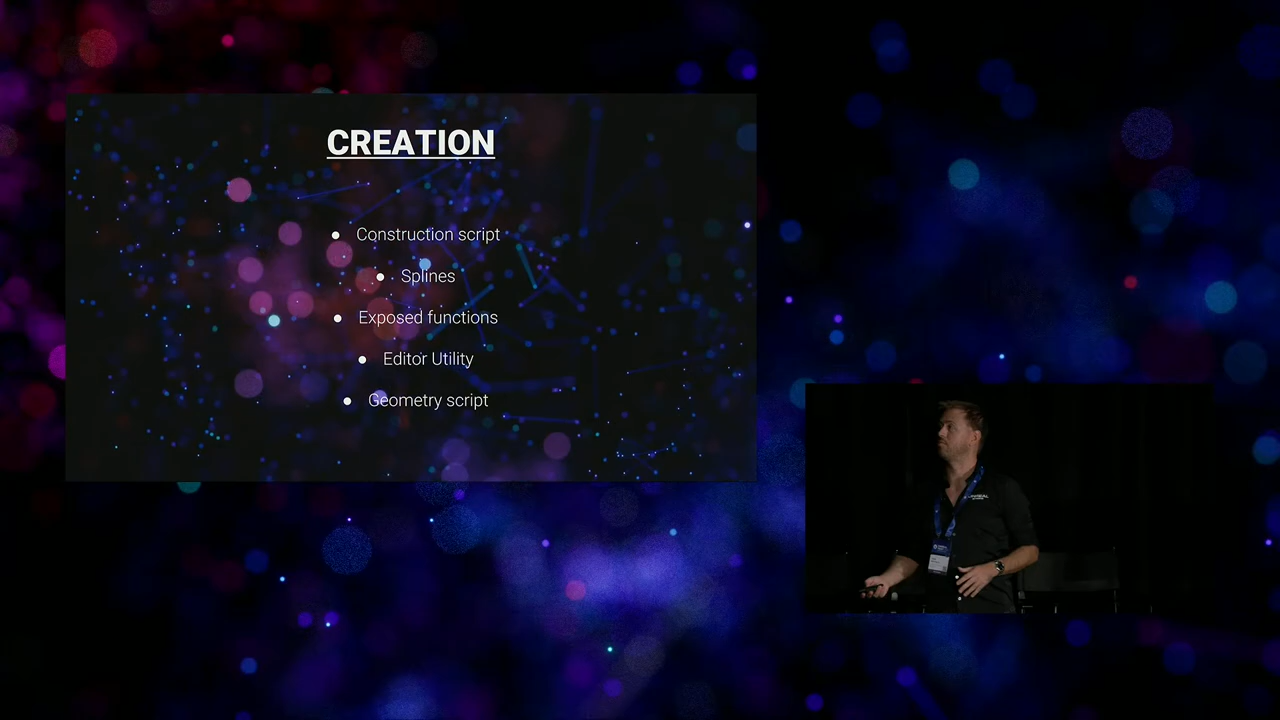 CREATION
Construction script
Splines
Exposed functions
Editor Utility
Geometry script